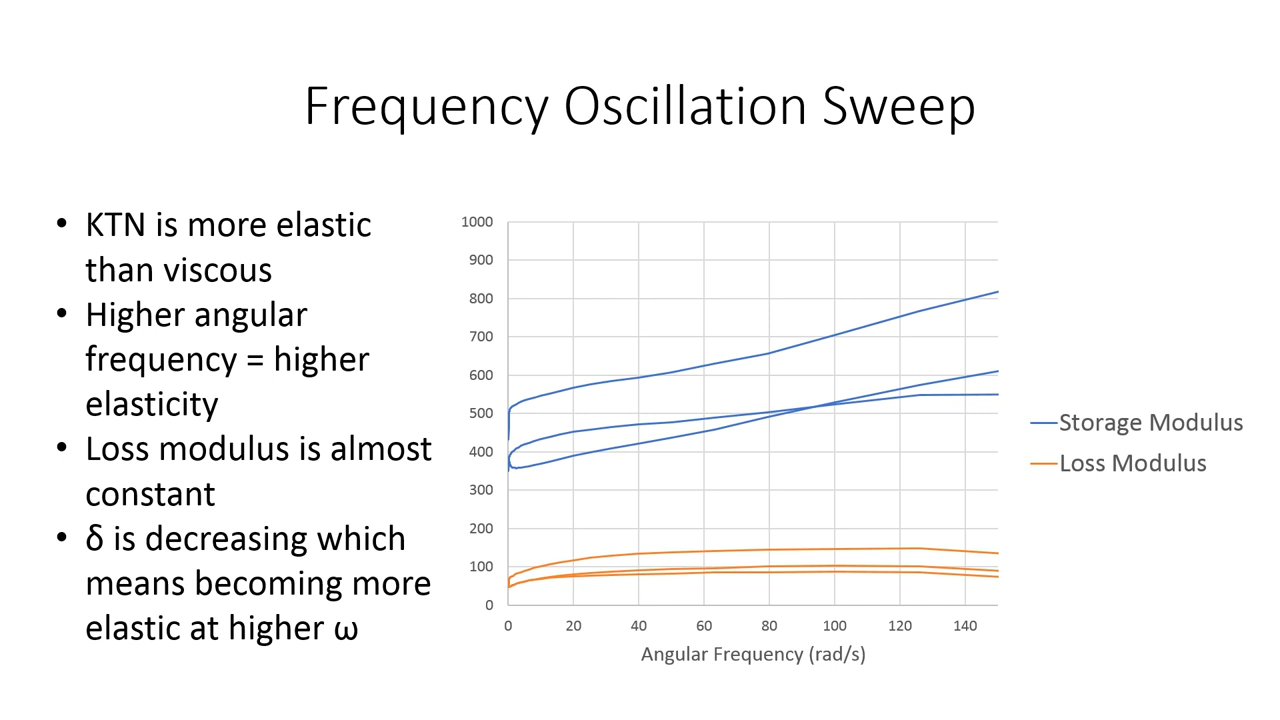 Frequency Oscillation Sweep
• KTN is more elastic
than viscous
• Higher angular
frequency = higher
elasticity
• Loss modulus is almost
constant
• δ is decreasing which
means becoming more
elastic at higher ω
1000
900
800
700
600
500
400
300
200
100
0
0 20 40 60 80 100 120 140
Angular Frequency (rad/s)
Storage Modulus
Loss Modulus